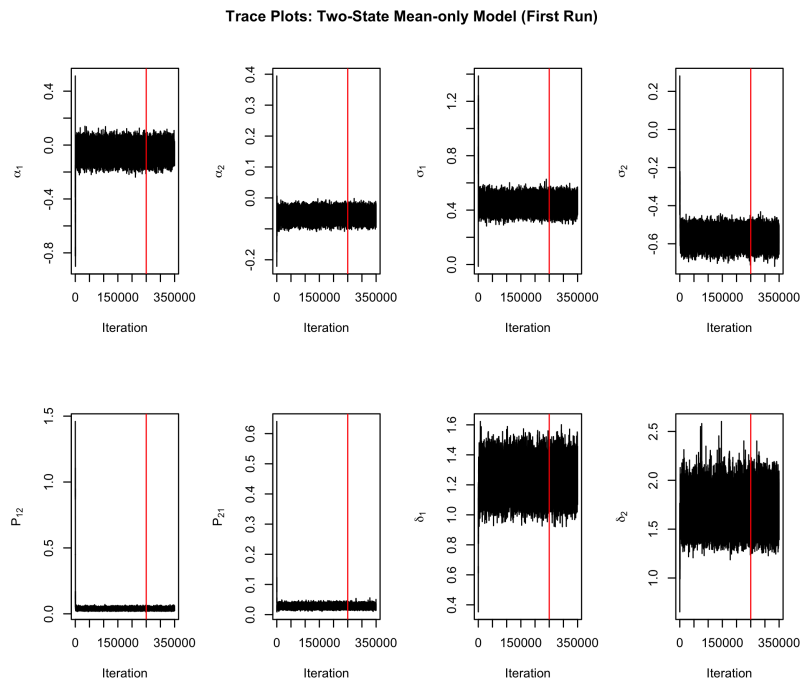 Trace Plots: Two-State Mean-only Model (First Run)
α1
0.4
0.0
-0.4
-0.8
0 150000 350000
Iteration
α2
0.4
0.3
0.2
0.1
0.0
-0.2
0 150000 350000
Iteration
σ1
1.2
0.8
0.4
0.0
0 150000 350000
Iteration
σ2
0.2
0.0
-0.2
-0.4
-0.6
0 150000 350000
Iteration
P12
1.5
1.0
0.5
0.0
0 150000 350000
Iteration
P21
0.6
0.5
0.4
0.3
0.2
0.1
0.0
0 150000 350000
Iteration
δ1
1.6
1.4
1.2
1.0
0.8
0.6
0.4
0 150000 350000
Iteration
δ2
2.5
2.0
1.5
1.0
0 150000 350000
Iteration